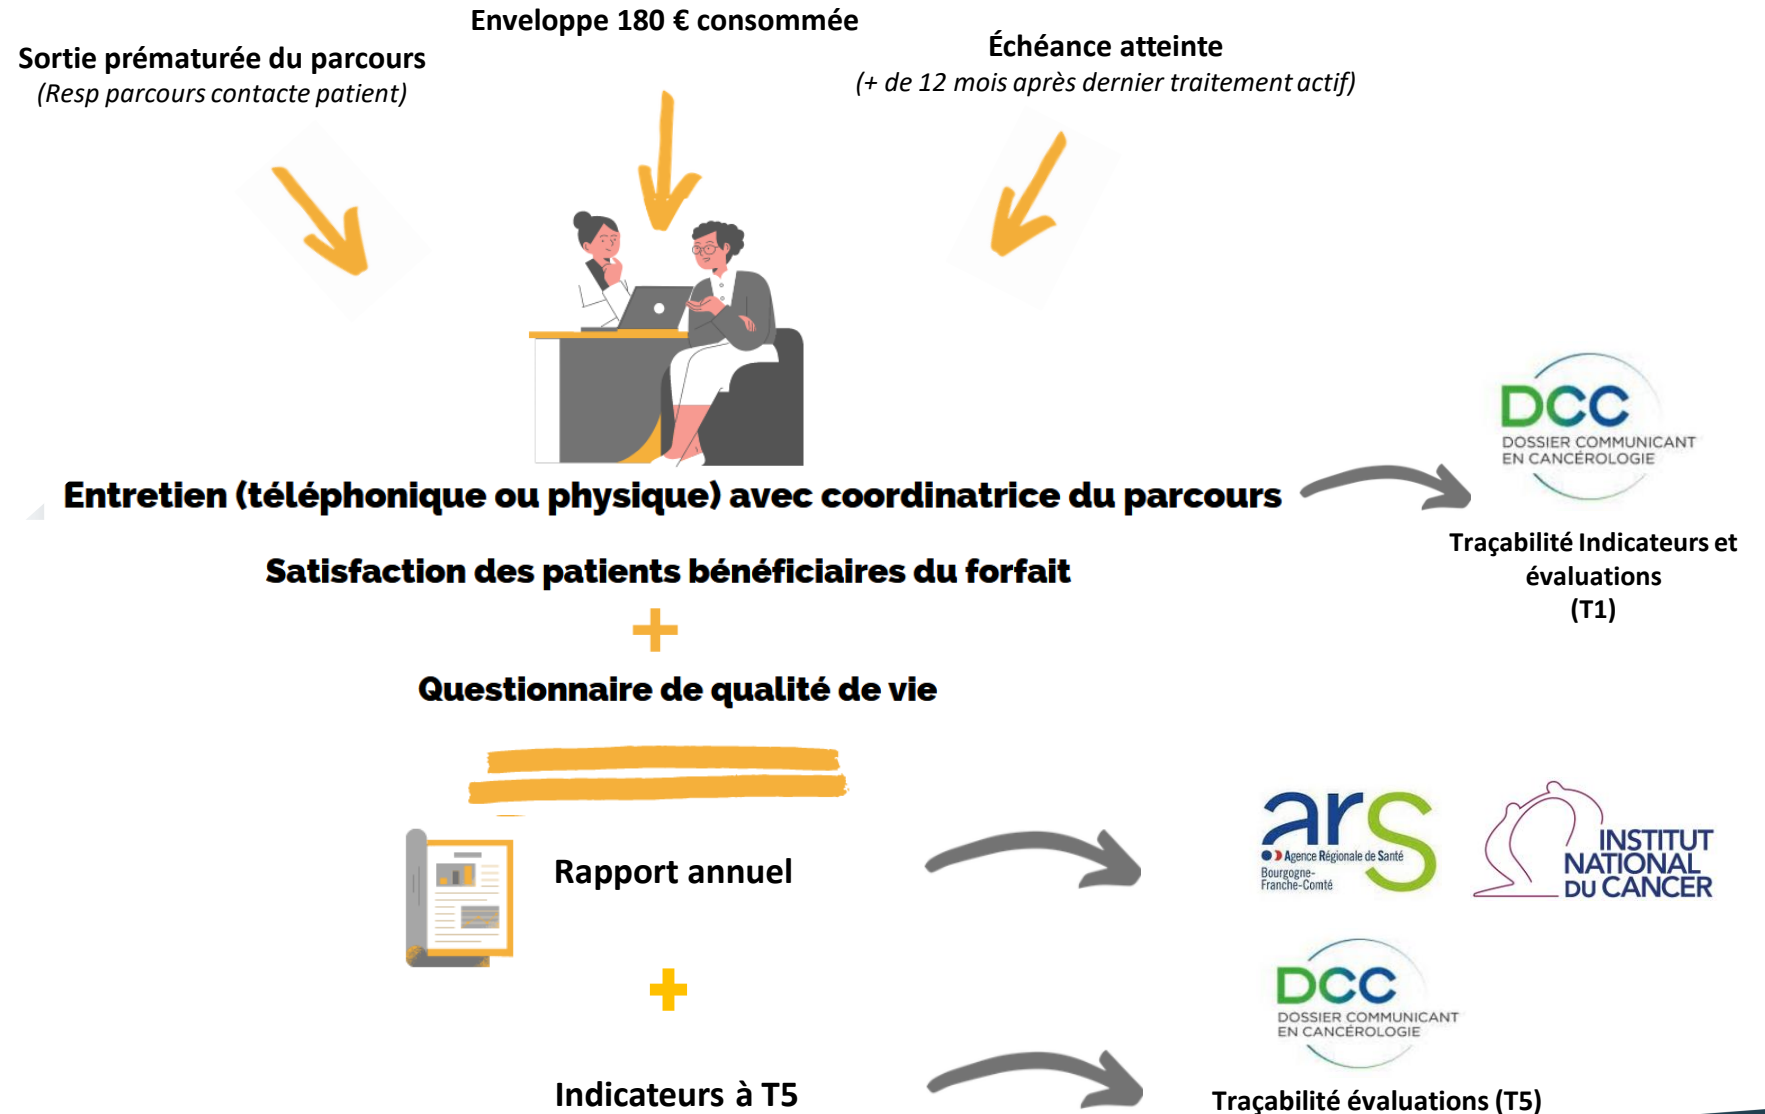 Enveloppe 180 € consommée
Sortie prématurée du parcours
(Resp parcours contacte patient)
Échéance atteinte
(+ de 12 mois après dernier traitement actif)
DCC
DOSSIER COMMUNICANT
EN CANCÉROLOGIE
Entretien (téléphonique ou physique) avec coordinatrice du parcours
Traçabilité Indicateurs et
évaluations
(T1)
Satisfaction des patients bénéficiaires du forfait
+
Questionnaire de qualité de vie
Rapport annuel
ars
Agence Régionale de Santé
Bourgogne-
Franche-Comté
INSTITUT
NATIONAL
DU CANCER
+
DCC
DOSSIER COMMUNICANT
EN CANCÉROLOGIE
Indicateurs à T5
Traçabilité évaluations (T5)